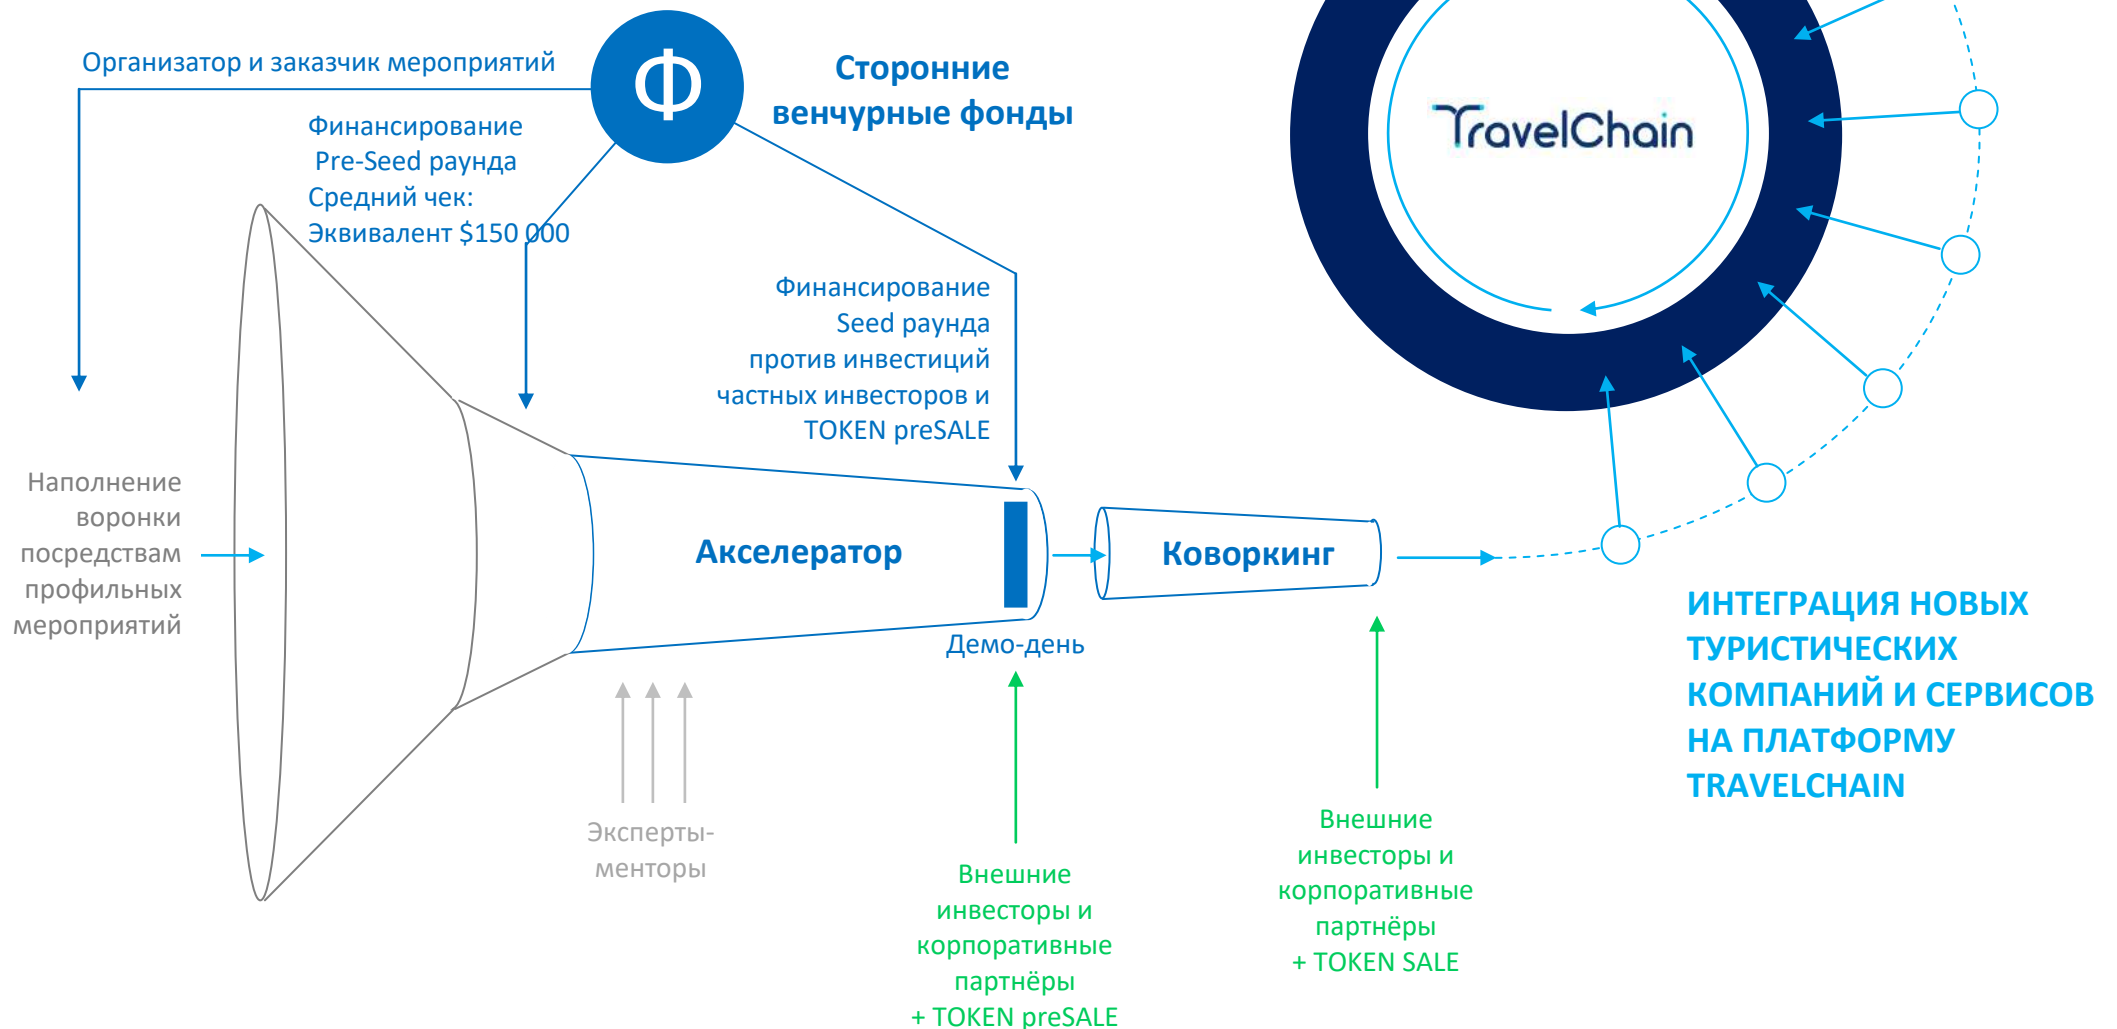 Организатор и заказчик мероприятий
Ф
Сторонние
венчурные фонды
Финансирование
Pre-Seed раунда
Средний чек:
Эквивалент $150 000
TravelChain
Финансирование
Seed раунда
против инвестиций
частных инвесторов и
TOKEN preSALE
Наполнение
воронки
посредствам
профильных
мероприятий
Акселератор
Коворкинг
Демо-день
ИНТЕГРАЦИЯ НОВЫХ
ТУРИСТИЧЕСКИХ
КОМПАНИЙ И СЕРВИСОВ
НА ПЛАТФОРМУ
TRAVELCHAIN
Эксперты-
менторы
Внешние
инвесторы и
корпоративные
партнёры
+ TOKEN preSALE
Внешние
инвесторы и
корпоративные
партнёры
+ TOKEN SALE